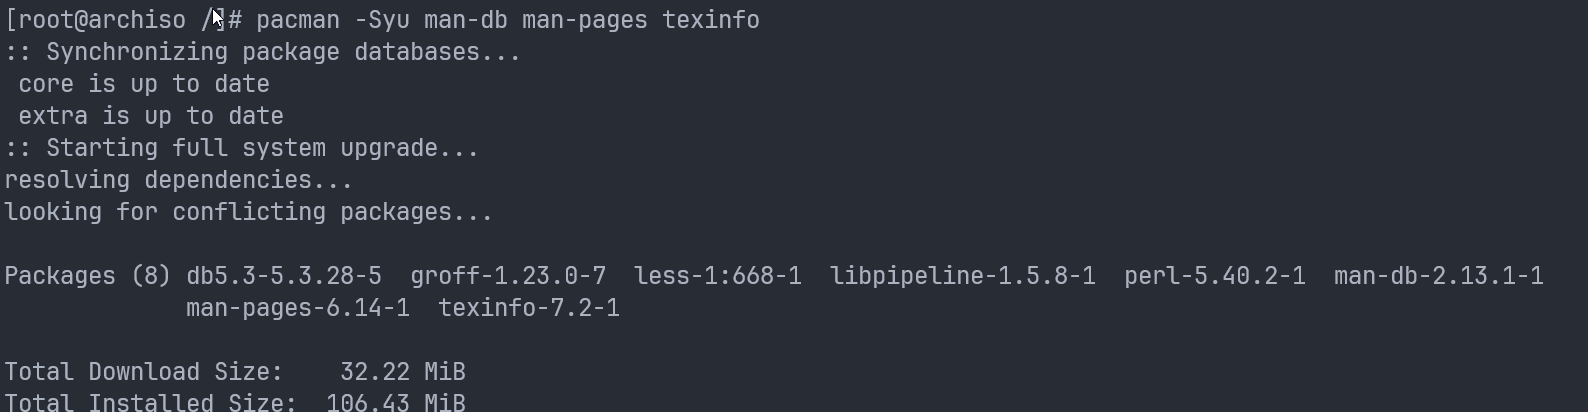 [root@archiso /]# pacman -Syu man-db man-pages texinfo
:: Synchronizing package databases...
 core is up to date
 extra is up to date
:: Starting full system upgrade...
resolving dependencies...
looking for conflicting packages...

Packages (8) db5.3-5.3.28-5  groff-1.23.0-7  less-1:668-1  libpipeline-1.5.8-1  perl-5.40.2-1  man-db-2.13.1-1
             man-pages-6.14-1  texinfo-7.2-1

Total Download Size:    32.22 MiB
Total Installed Size:  106.43 MiB